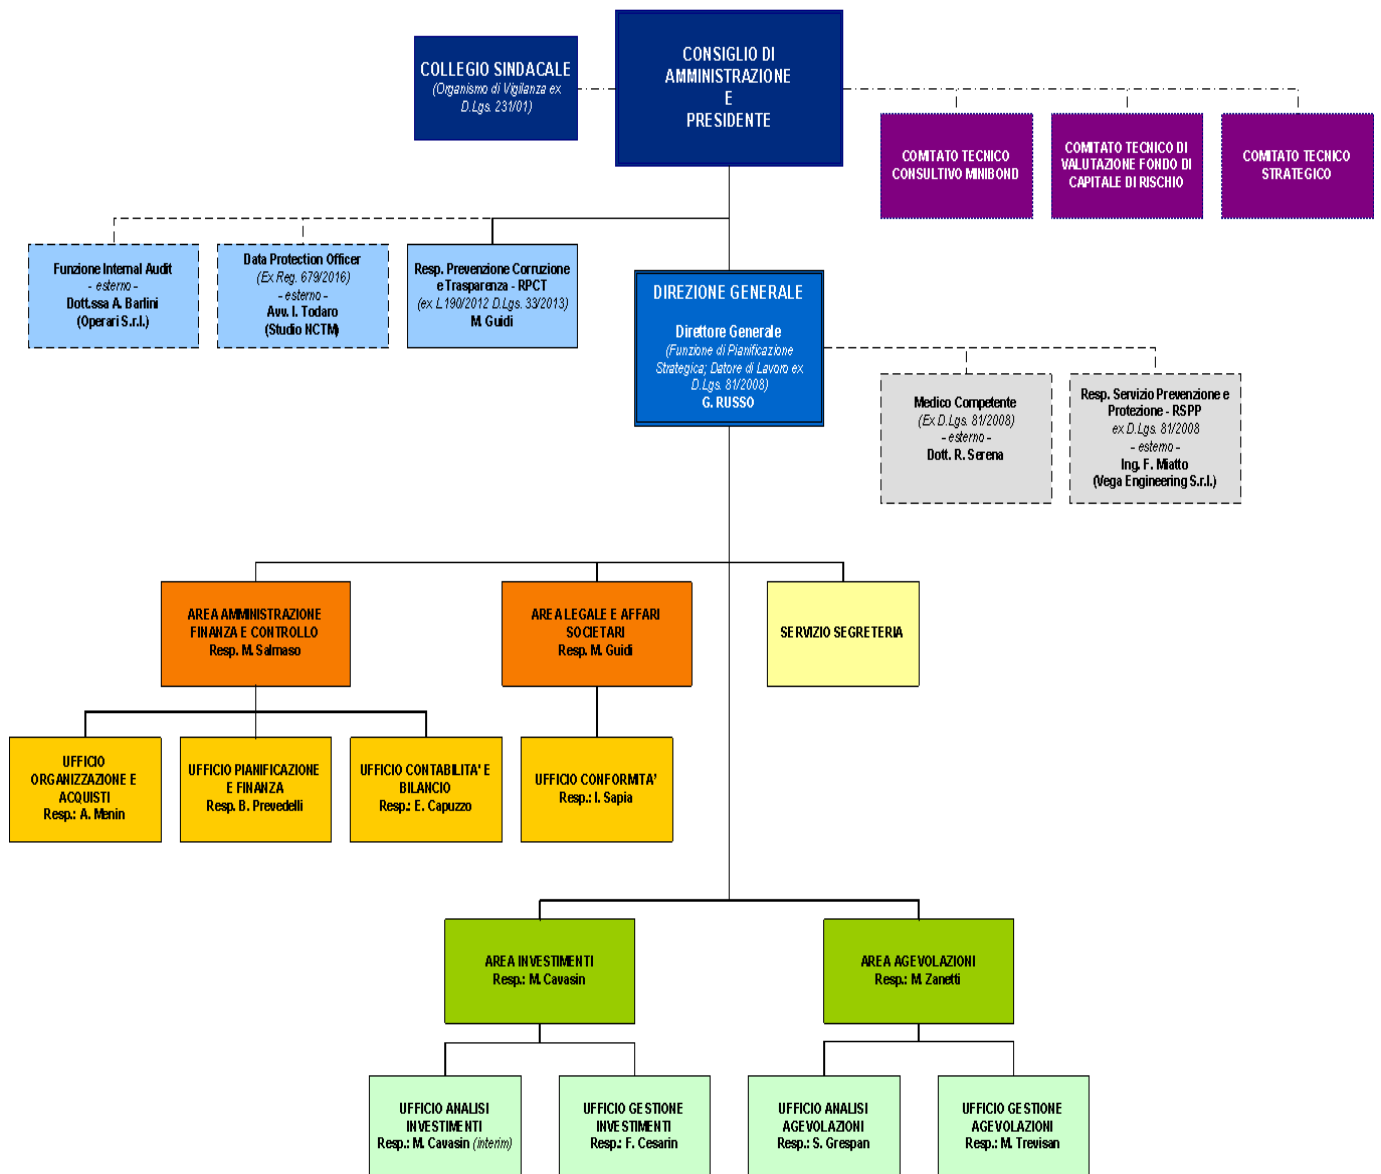 COLLEGIO SINDACALE
(Organismo di Vigilanza ex
D.Lgs. 231/01)
CONSIGLIO DI
AMMINISTRAZIONE
E
PRESIDENTE
COMITATO TECNICO
CONSULTIVO MINIBOND
COMITATO TECNICO DI
VALUTAZIONE FONDO DI
CAPITALE DI RISCHIO
COMITATO TECNICO
STRATEGICO
Funzione Internal Audit
- esterno -
Dott.ssa A. Barlini
(Operari S.r.l.)
Data Protection Officer
(Ex Reg. 679/2016)
- esterno -
Avv. I. Todaro
(Studio NCTM)
Resp. Prevenzione Corruzione
e Trasparenza - RPCT
(ex L.190/2012 D.Lgs. 33/2013)
M. Guidi
DIREZIONE GENERALE
Direttore Generale
(Funzione di Pianificazione
Strategica; Datore di Lavoro ex
D.Lgs. 81/2008)
G. RUSSO
Medico Competente
(Ex D.Lgs. 81/2008)
- esterno -
Dott. R. Serena
Resp. Servizio Prevenzione e
Protezione - RSPP
ex D.Lgs. 81/2008
- esterno -
Ing. F. Miatto
(Vega Engineering S.r.l.)
AREA AMMINISTRAZIONE
FINANZA E CONTROLLO
Resp. M. Salmaso
AREA LEGALE E AFFARI
SOCIETARI
Resp. M. Guidi
SERVIZIO SEGRETERIA
UFFICIO
ORGANIZZAZIONE E
ACQUISTI
Resp.: A. Menin
UFFICIO PIANIFICAZIONE
E FINANZA
Resp. B. Prevedelli
UFFICIO CONTABILITA' E
BILANCIO
Resp.: E. Capuzzo
UFFICIO CONFORMITA’
Resp.: I. Sapia
AREA INVESTIMENTI
Resp.: M. Cavasin
AREA AGEVOLAZIONI
Resp.: M. Zanetti
UFFICIO ANALISI
INVESTIMENTI
Resp.: M. Cavasin (interim)
UFFICIO GESTIONE
INVESTIMENTI
Resp.: F. Cesarin
UFFICIO ANALISI
AGEVOLAZIONI
Resp.: S. Grespan
UFFICIO GESTIONE
AGEVOLAZIONI
Resp.: M. Trevisan